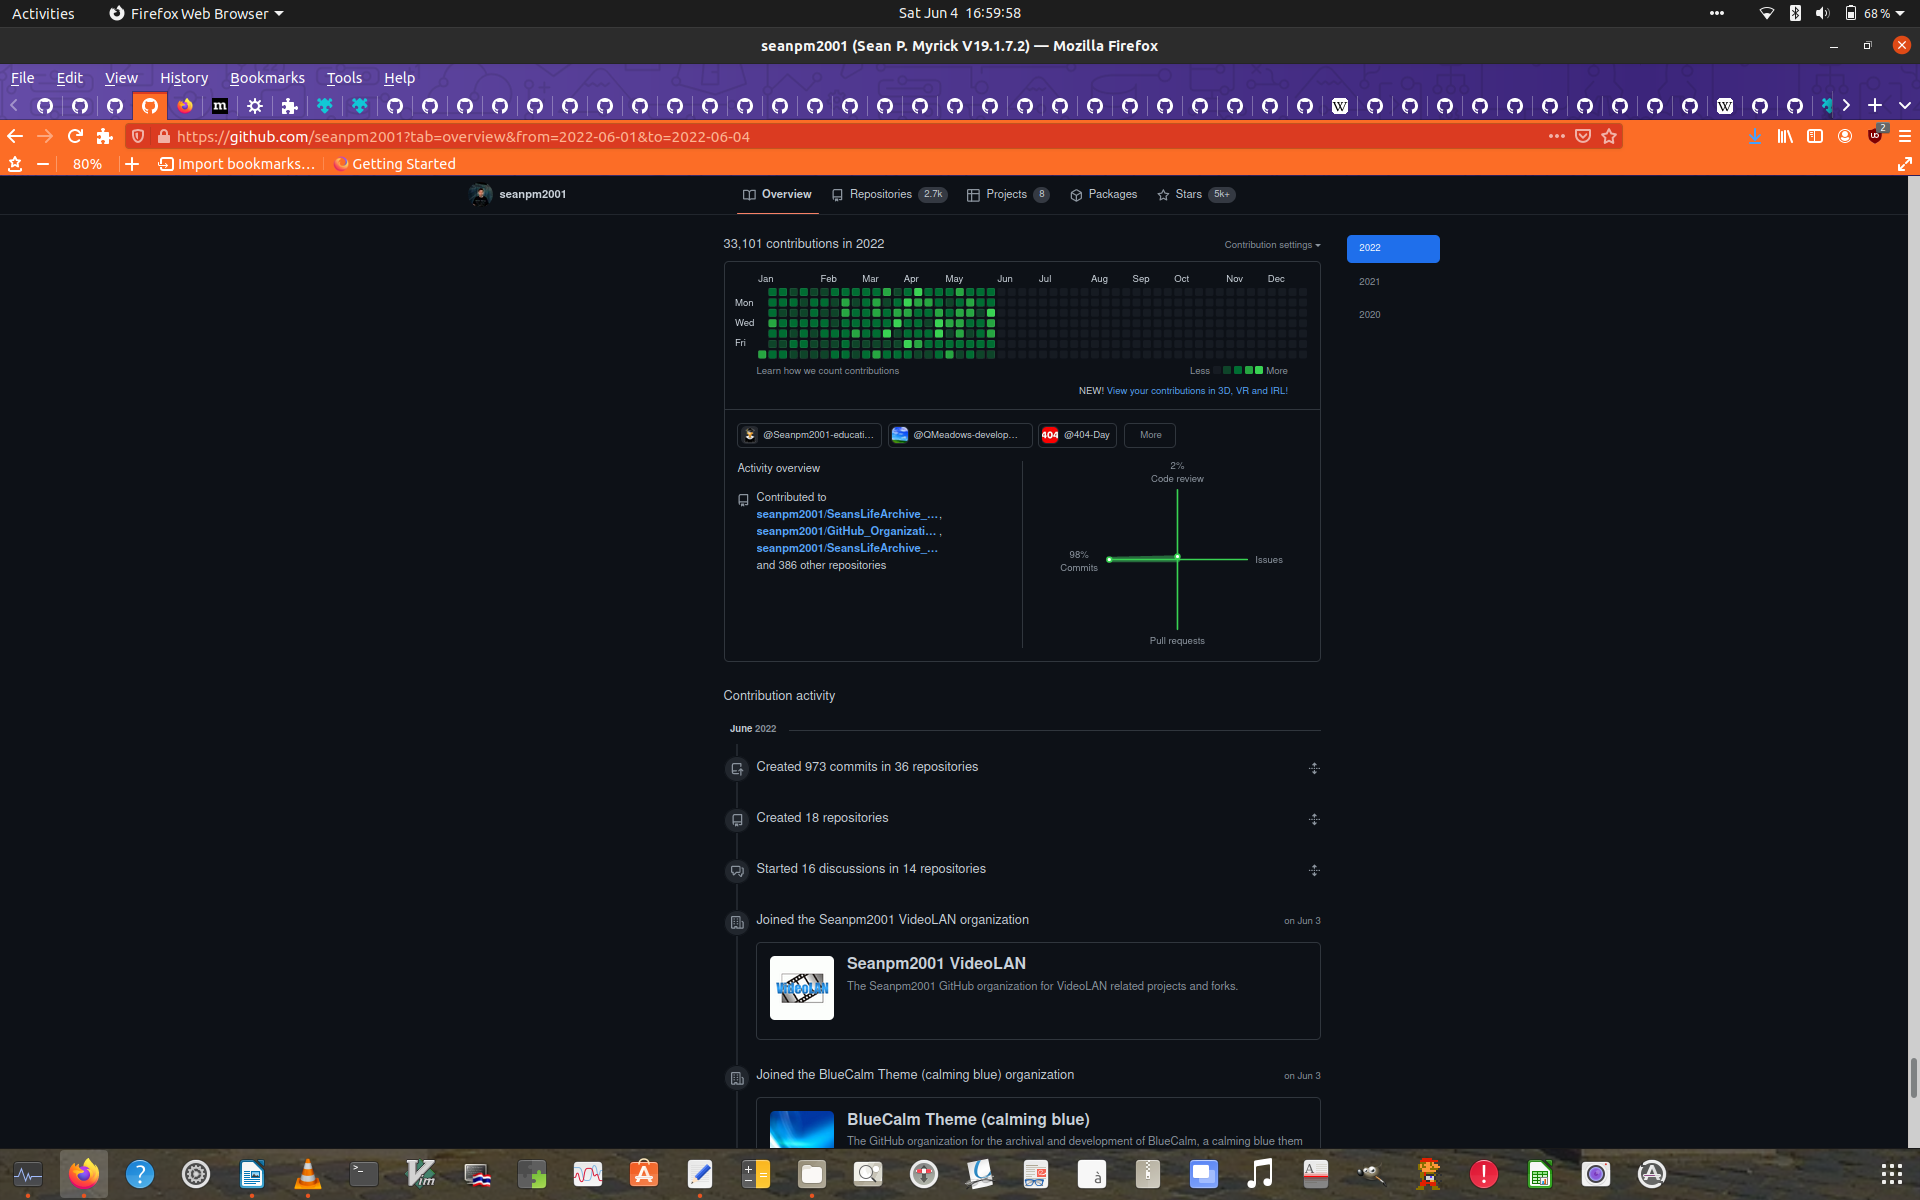 Activities
Firefox Web Browser
Sat Jun 4 16:59:58
68 %
seanpm2001 (Sean P. Myrick V19.1.7.2) — Mozilla Firefox
File Edit View History Bookmarks Tools Help
https://github.com/seanpm2001?tab=overview&from=2022-06-01&to=2022-06-04
2
80%
Import bookmarks...
Getting Started
seanpm2001
Overview
Repositories 2.7k
Projects 8
Packages
Stars 5k+
33,101 contributions in 2022
Contribution settings
2022
2021
2020
Jan Feb Mar Apr May Jun Jul Aug Sep Oct Nov Dec
Mon
Wed
Fri
Learn how we count contributions
Less More
NEW! View your contributions in 3D, VR and IRL!
@Seanpm2001-educati...
@QMeadows-develop...
404 @404-Day
More
Activity overview
Contributed to
seanpm2001/SeansLifeArchive_...,
seanpm2001/GitHub_Organizati... ,
seanpm2001/SeansLifeArchive_...
and 386 other repositories
2%
Code review
98%
Commits
Issues
Pull requests
Contribution activity
June 2022
Created 973 commits in 36 repositories
Created 18 repositories
Started 16 discussions in 14 repositories
Joined the Seanpm2001 VideoLAN organization
on Jun 3
VideoLAN
Seanpm2001 VideoLAN
The Seanpm2001 GitHub organization for VideoLAN related projects and forks.
Joined the BlueCalm Theme (calming blue) organization
on Jun 3
BlueCalm Theme (calming blue)
The GitHub organization for the archival and development of BlueCalm, a calming blue them